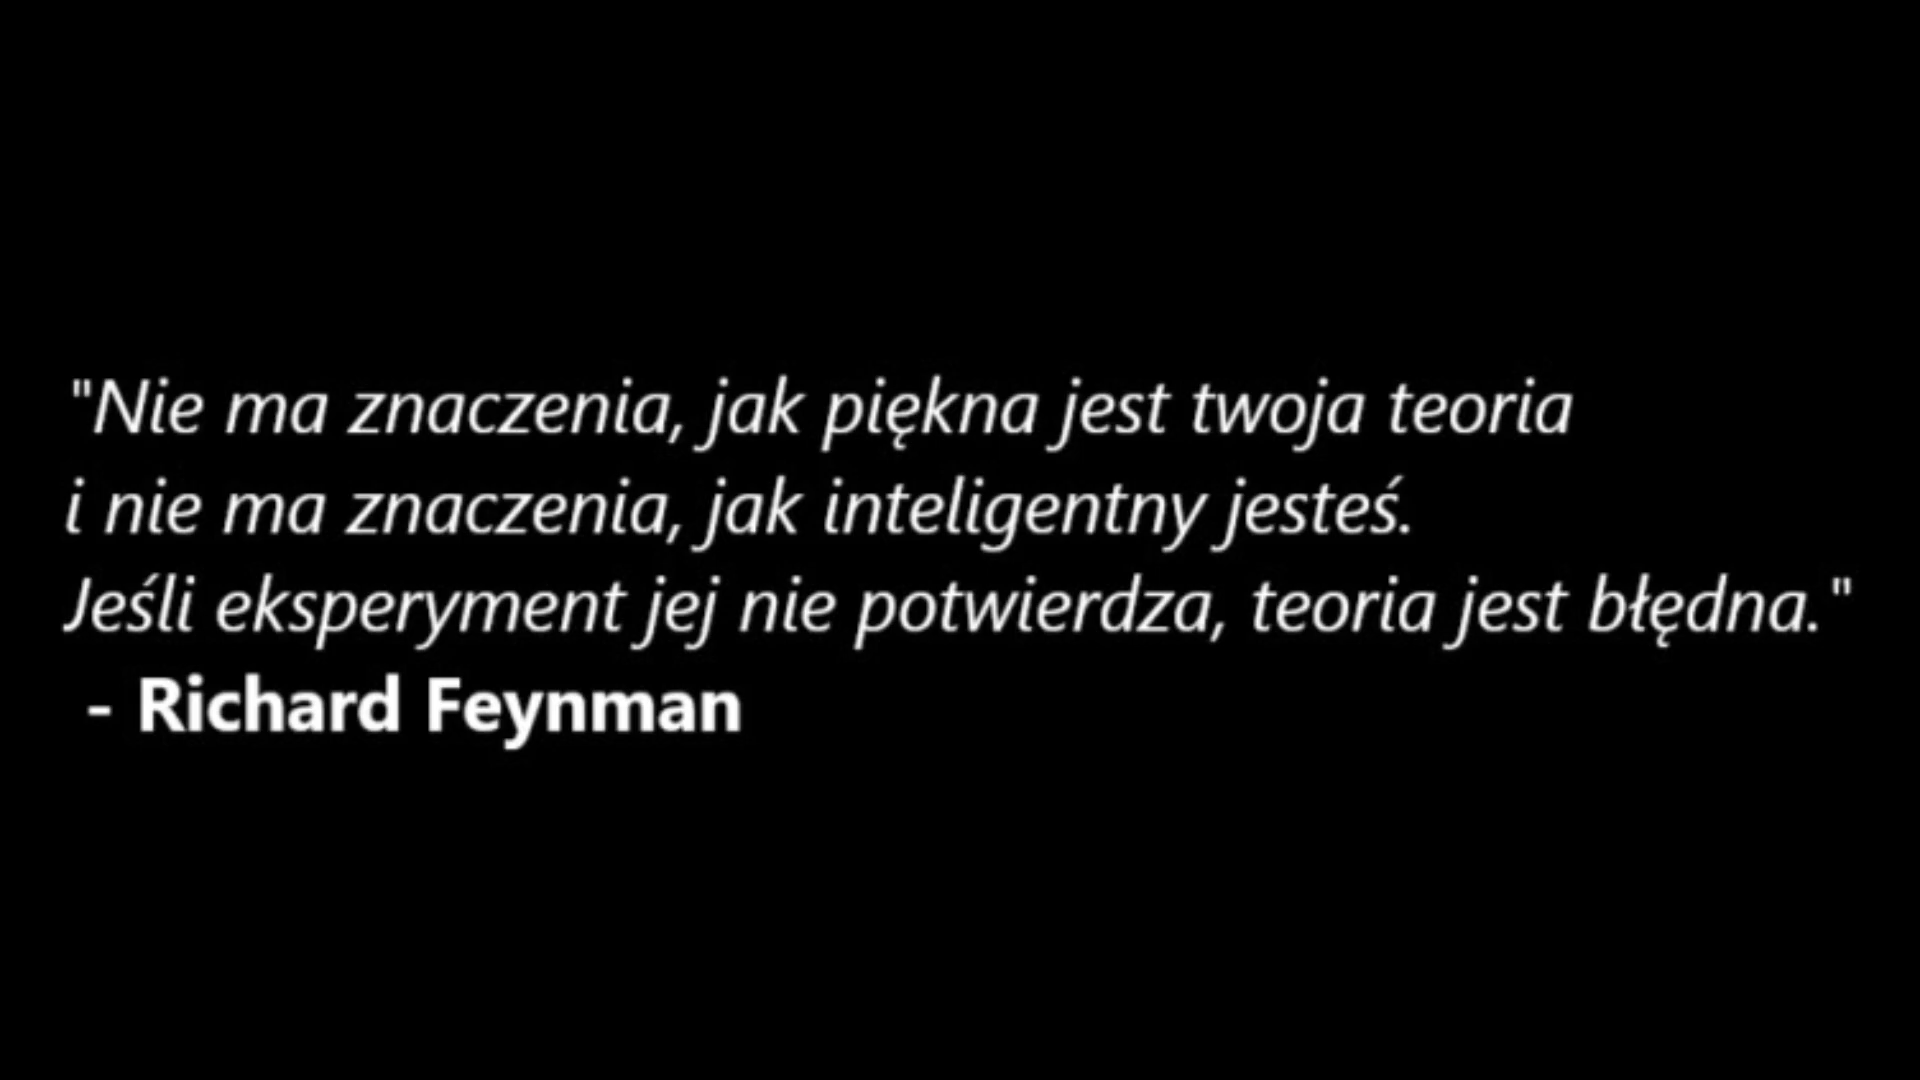 "Nie ma znaczenia, jak piękna jest twoja teoria
i nie ma znaczenia, jak inteligentny jesteś.
Jeśli eksperyment jej nie potwierdza, teoria jest błędna."
- Richard Feynman